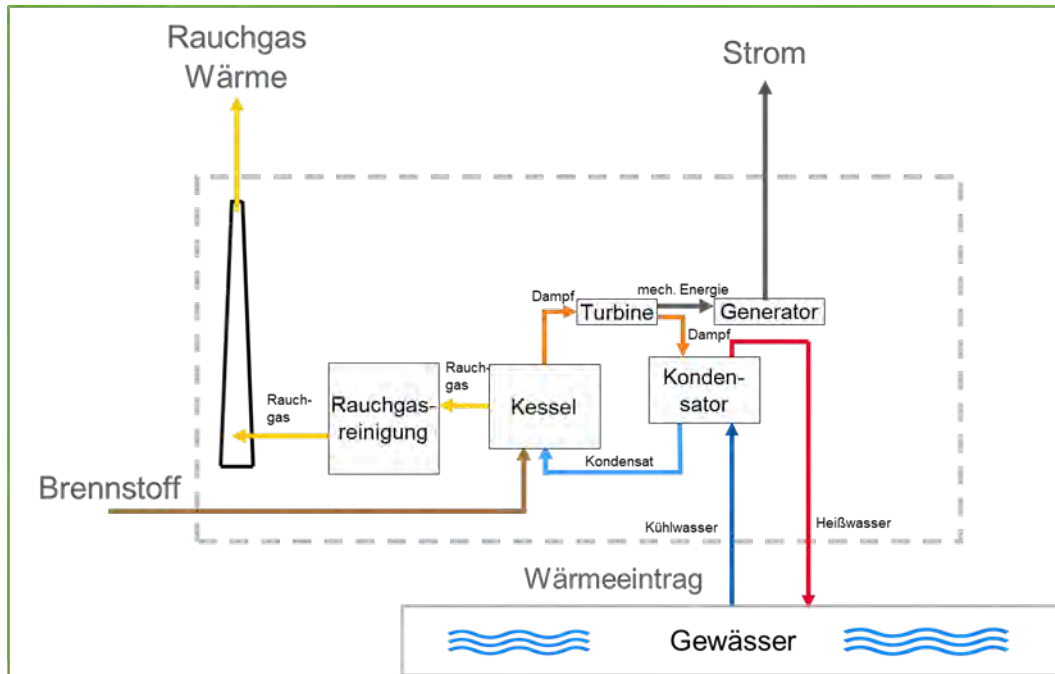 Rauchgas
Wärme
Strom
mech. Energie
Dampf
Turbine
Generator
Dampf
Rauch-
gas
Konden-
sator
Kessel
Rauch-
gas
Rauchgas-
reinigung
Kondensat
Brennstoff
Kühlwasser
Heißwasser
Wärmeeintrag
Gewässer